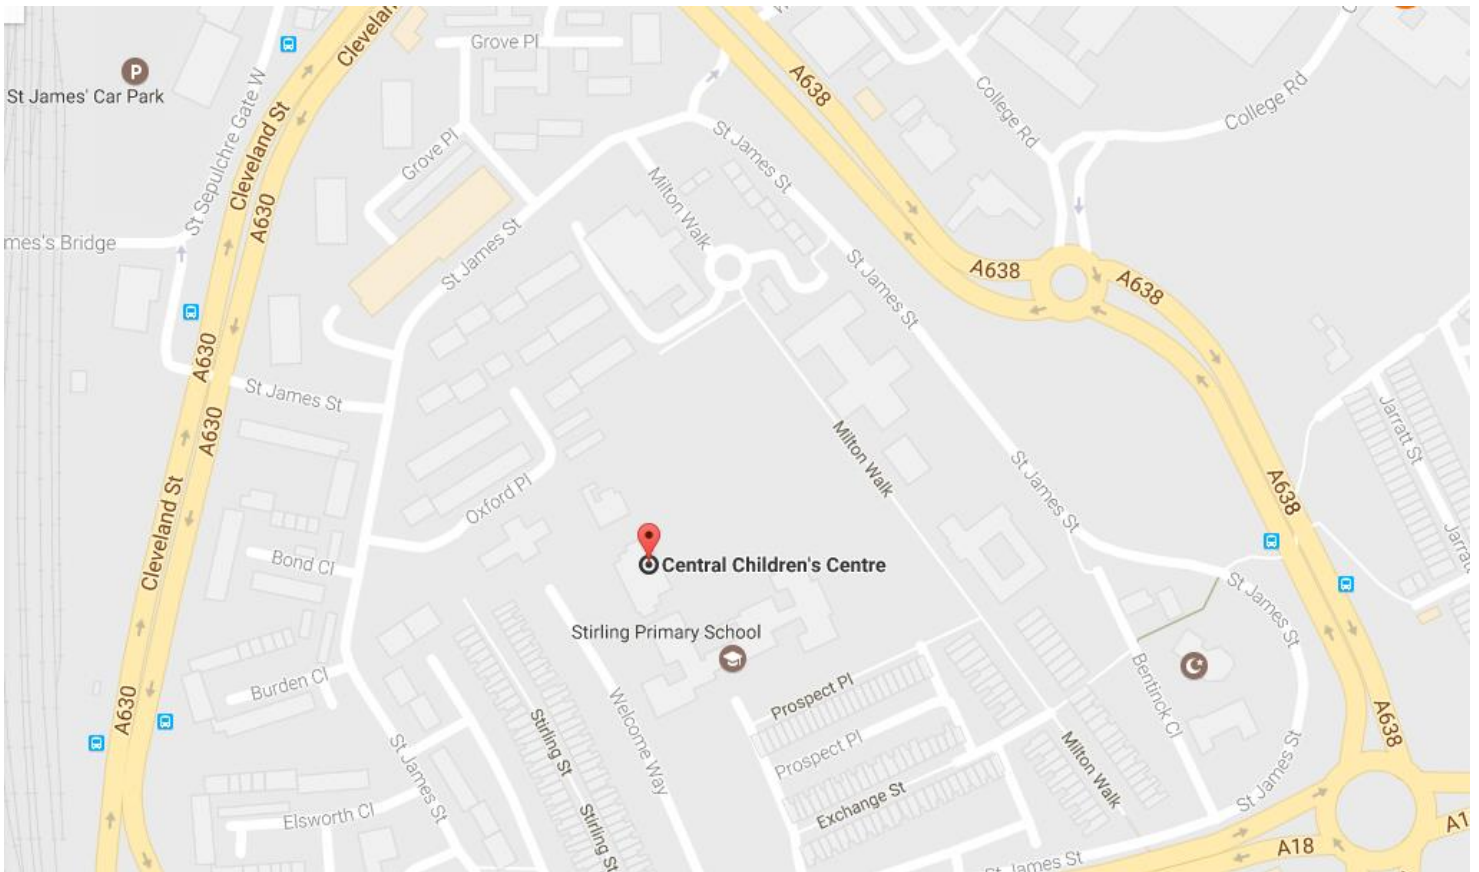 Cleveland
Grove Pl
P
St James' Car Park
A638
College Rd
College Rd
St Sepulchre Gate W
Cleveland St
Grove Pl
St James St
Milton Walk
A630
mes's Bridge
St James St
St James St
A638
A638
A630
St James St
A630
Milton Walk
Jarratt St
St James St
Oxford Pl
A638
Cleveland St
Bond Cl
Central Children's Centre
St James St
Stirling Primary School
Burden Cl
Prospect Pl
Bentinck Cl
A630
Stirling St
Welcome Way
Prospect Pl
Milton Walk
A638
St James St
St James St
Exchange St
Elsworth Cl
Stirling St
St James St
A18